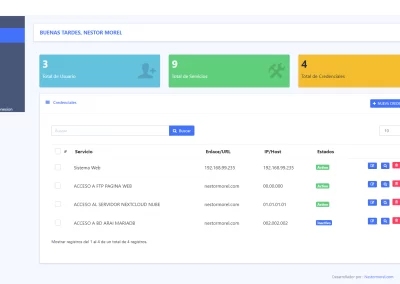 BUENAS TARDES, NESTOR MOREL
3
Total de Usuario
9
Total de Servicios
4
Total de Credenciales
Credenciales
Buscar
Buscar
10
# Servicio Enlace/URL IP/Host Estados
Sistema Web 192.168.99.235 192.168.99.235 Activo
ACCESO A FTP PAGINA WEB nestormorel.com 00.00.000 Activo
ACCESO AL SERVIDOR NEXTCLOUD NUBE nestormorel.com 01.01.01.01 Activo
ACCESO A BD ARAI MARIADB nestormorel.com 002.002.002 Inactivo
Mostrar registros del 1 al 4 de un total de 4 registros
Desarrollador por : Nestormorel.com